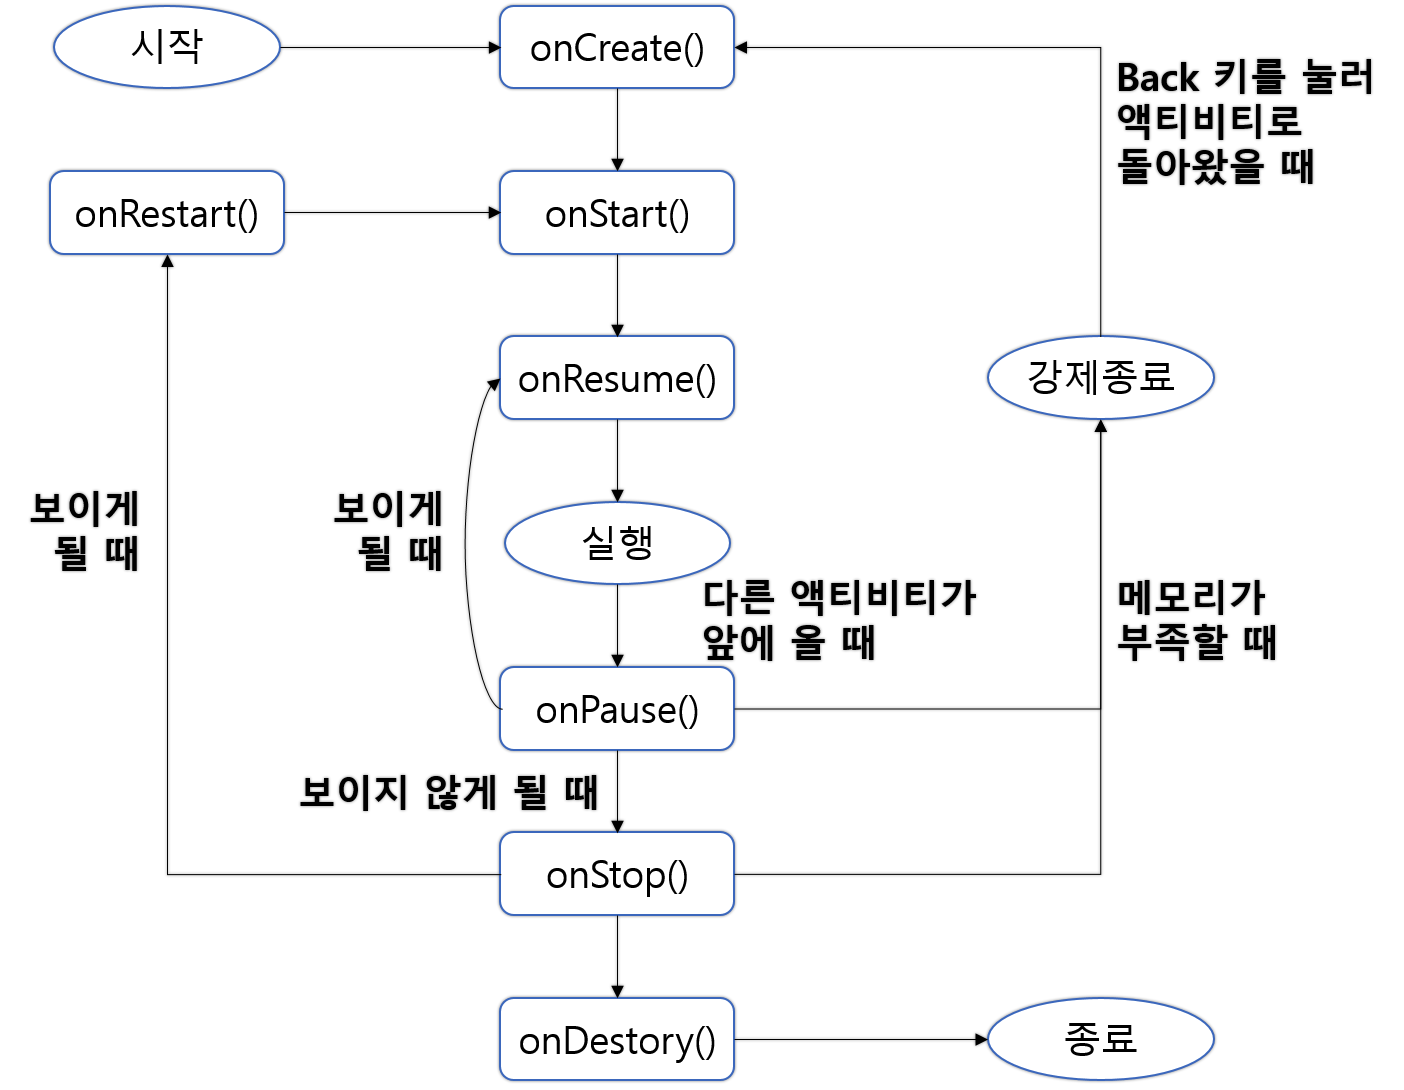 시작
onCreate()
Back 키를 눌러
액티비티로
돌아왔을 때
onRestart()
onStart()
onResume()
강제종료
보이게
될 때
보이게
될 때
실행
다른 액티비티가
앞에 올 때
메모리가
부족할 때
onPause()
보이지 않게 될 때
onStop()
onDestory()
종료